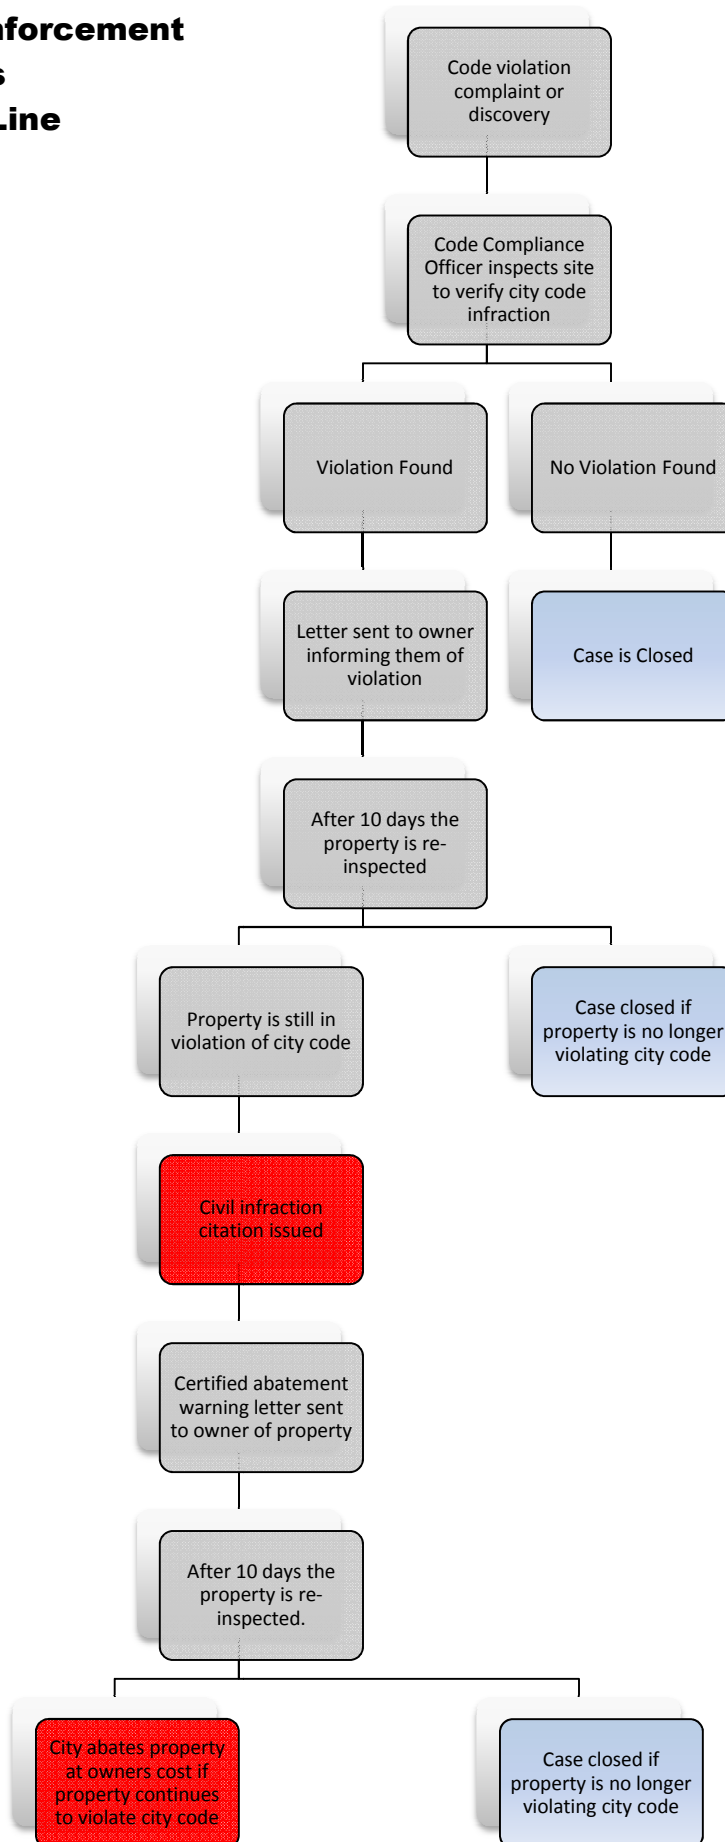 nforcement
s
Line
Code violation
complaint or
discovery
Code Compliance
Officer inspects site
to verify city code
infraction
Violation Found
No Violation Found
Letter sent to owner
informing them of
violation
Case is Closed
After 10 days the
property is re-
inspected
Property is still in
violation of city code
Case closed if
property is no longer
violating city code
Civil infraction
citation issued
Certified abatement
warning letter sent
to owner of property
After 10 days the
property is re-
inspected.
City abates property
at owners cost if
property continues
to violate city code
Case closed if
property is no longer
violating city code